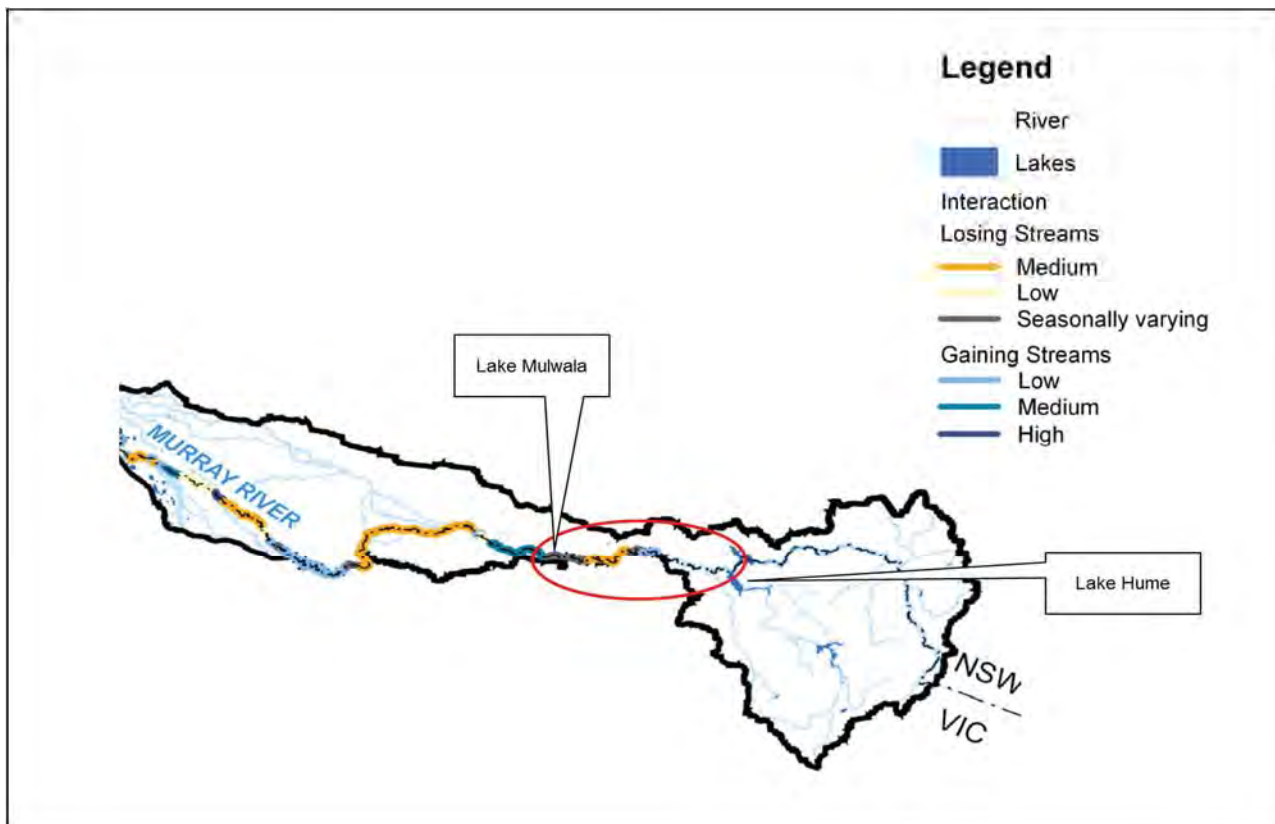 Legend
River
Lakes
Interaction
Losing Streams
Medium
Low
Seasonally varying
Gaining Streams
Low
Medium
High
Lake Mulwala
MURRAY RIVER
Lake Hume
NSW
VIC